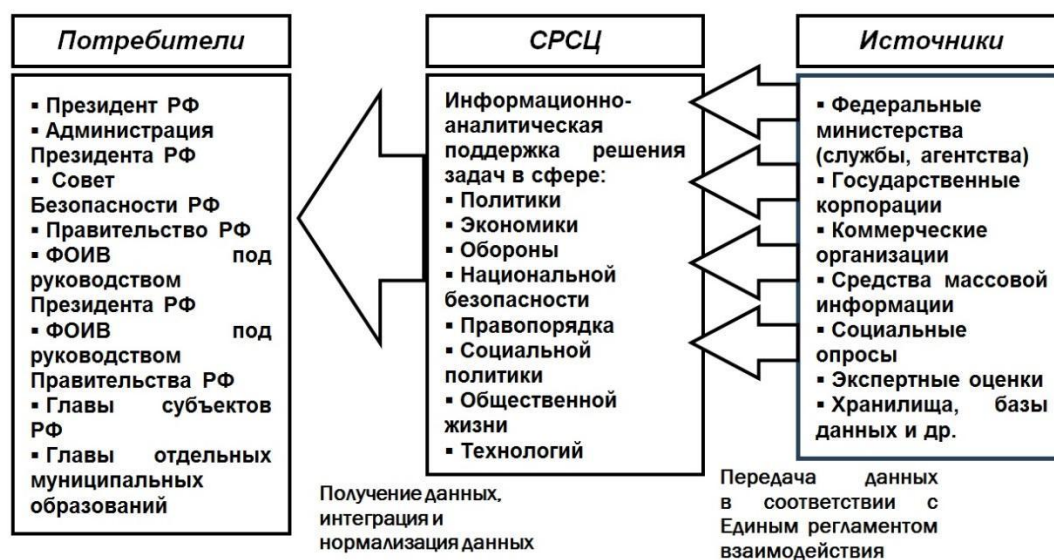 Потребители
▪ Президент РФ
▪ Администрация
Президента РФ
▪ Совет
Безопасности РФ
▪ Правительство РФ
▪ ФОИВ под
руководством
Президента РФ
▪ ФОИВ под
руководством
Правительства РФ
▪ Главы субъектов
РФ
▪ Главы отдельных
муниципальных
образований
СРСЦ
Информационно-
аналитическая
поддержка решения
задач в сфере:
▪ Политики
▪ Экономики
▪ Обороны
▪ Национальной
безопасности
▪ Правопорядка
▪ Социальной
политики
▪ Общественной
жизни
▪ Технологий
Источники
▪ Федеральные
министерства
(службы, агентства)
▪ Государственные
корпорации
▪ Коммерческие
организации
▪ Средства массовой
информации
▪ Социальные
опросы
▪ Экспертные оценки
▪ Хранилища, базы
данных и др.
Получение данных,
интеграция и
нормализация данных
Передача данных
в соответствии с
Единым регламентом
взаимодействия